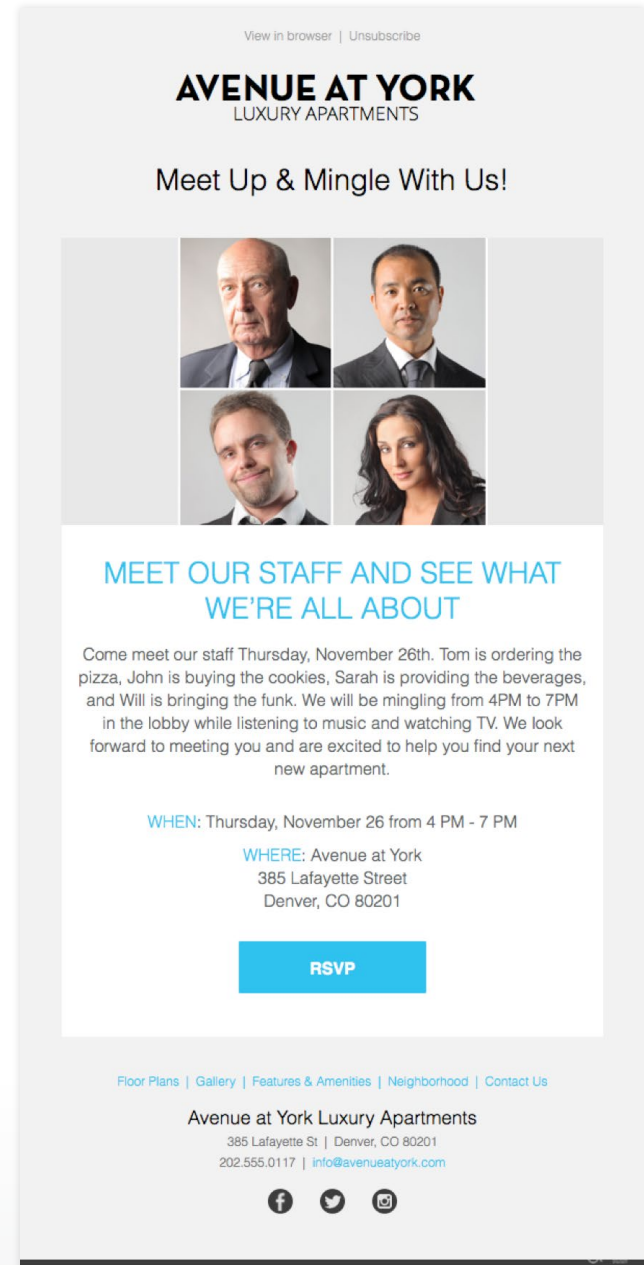 View in browser | Unsubscribe
AVENUE AT YORK
LUXURY APARTMENTS
Meet Up & Mingle With Us!
MEET OUR STAFF AND SEE WHAT
WE'RE ALL ABOUT
Come meet our staff Thursday, November 26th. Tom is ordering the
pizza, John is buying the cookies, Sarah is providing the beverages,
and Will is bringing the funk. We will be mingling from 4PM to 7PM
in the lobby while listening to music and watching TV. We look
forward to meeting you and are excited to help you find your next
new apartment.
WHEN: Thursday, November 26 from 4 PM - 7 PM
WHERE: Avenue at York
385 Lafayette Street
Denver, CO 80201
RSVP
Floor Plans | Gallery | Features & Amenities | Neighborhood | Contact Us
Avenue at York Luxury Apartments
385 Lafayette St | Denver, CO 80201
202.555.0117 | info@avenueatyork.com